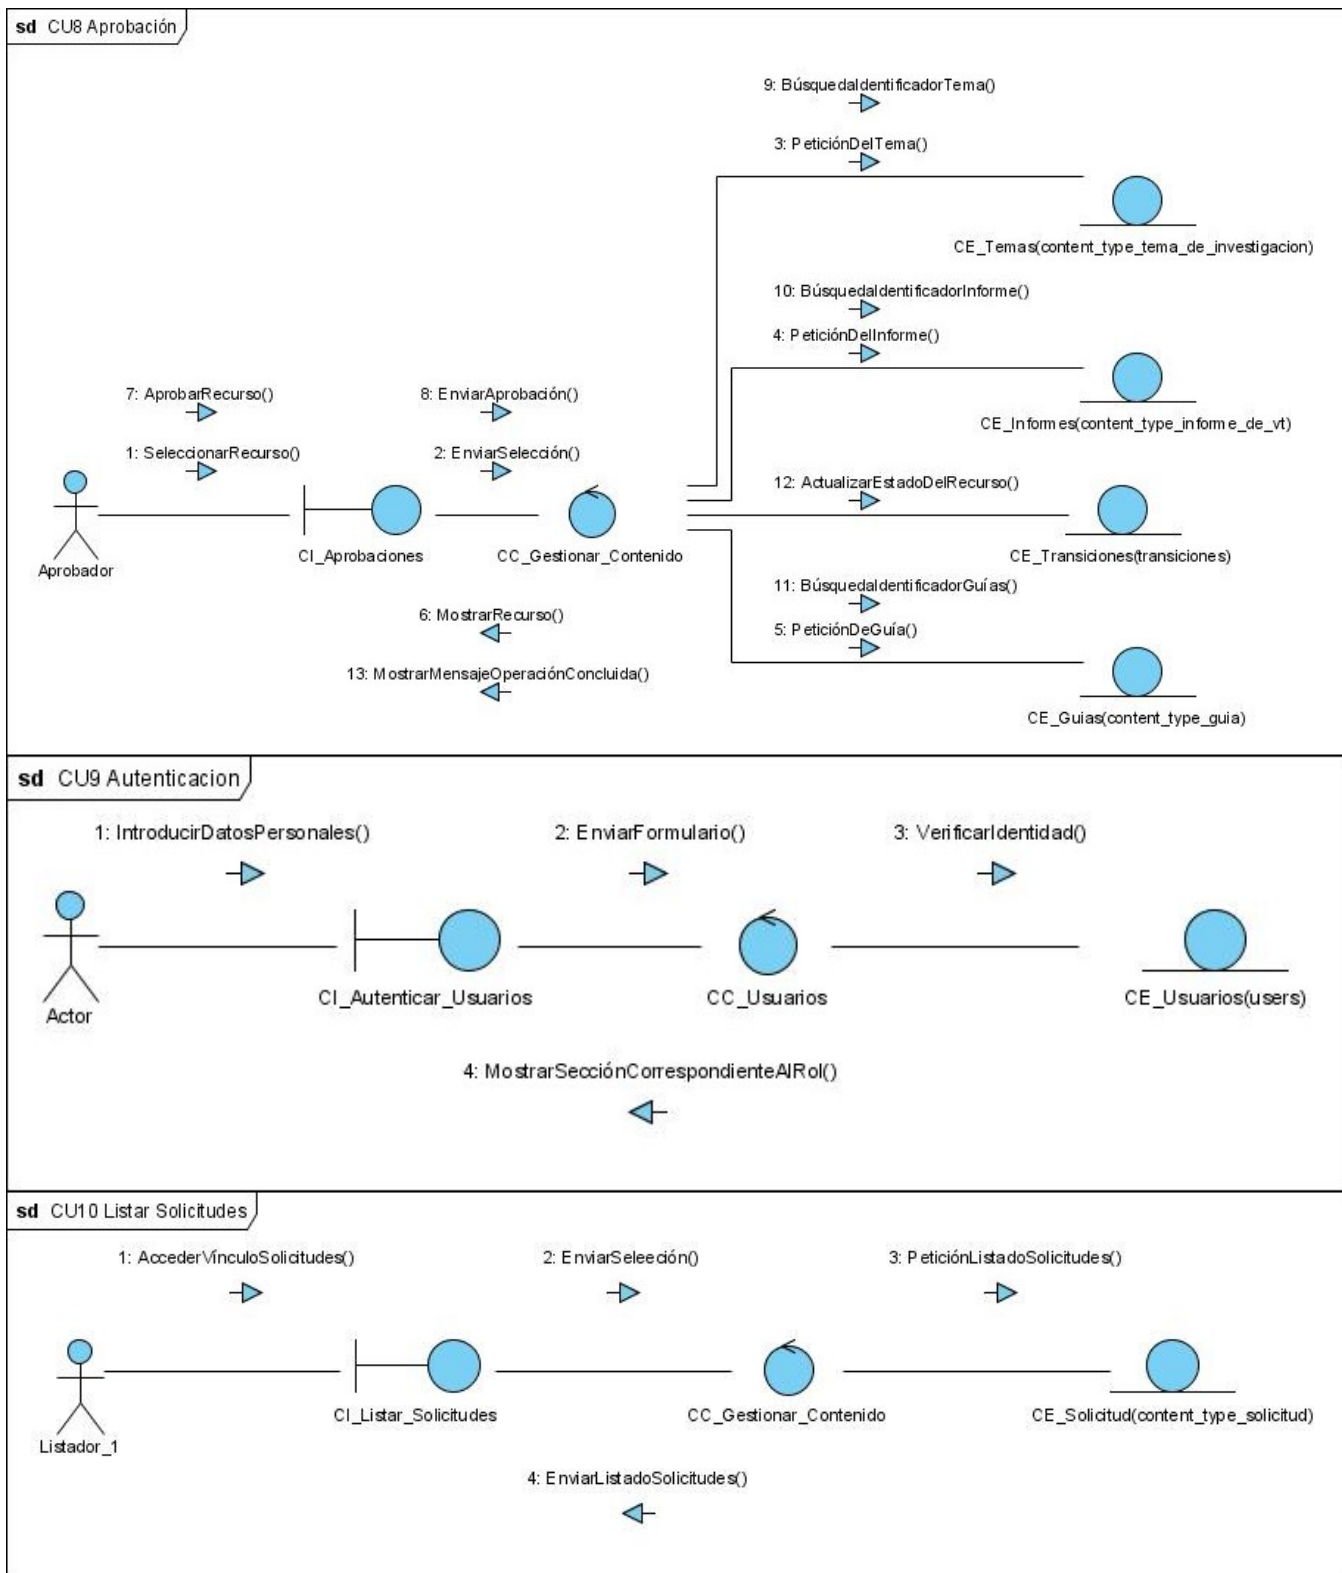 sd CU8 Aprobación
9: BúsquedaIdentificadorTema()
3: PeticiónDelTema()
CE_Temas(content_type_tema_de_investigacion)
10: BúsquedaIdentificadorInforme()
4: PeticiónDelInforme()
7: AprobarRecurso()
8: EnviarAprobación()
CE_Informes(content_type_informe_de_vt)
1: SeleccionarRecurso()
2: EnviarSelección()
12: ActualizarEstadoDelRecurso()
CI_Aprobaciones
CC_Gestionar_Contenido
CE_Transiciones(transiciones)
Aprobador
11: BúsquedaIdentificadorGuías()
6: MostrarRecurso()
5: PeticiónDeGuía()
13: MostrarMensajeOperaciónConcluida()
CE_Guias(content_type_guia)
sd CU9 Autenticacion
1: IntroducirDatosPersonales()
2: EnviarFormulario()
3: VerificarIdentidad()
CI_Autenticar_Usuarios
CC_Usuarios
CE_Usuarios(users)
Actor
4: MostrarSecciónCorrespondienteAlRol()
sd CU10 Listar Solicitudes
1: AccederVínculoSolicitudes()
2: EnviarSeleeción()
3: PeticiónListadoSolicitudes()
CI_Listar_Solicitudes
CC_Gestionar_Contenido
CE_Solicitud(content_type_solicitud)
Listador_1
4: EnviarListadoSolicitudes()